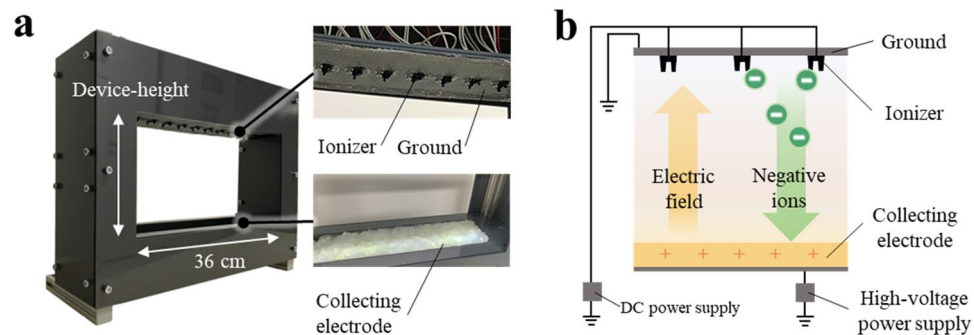 a
Device-height
36 cm
Ionizer Ground
Collecting
electrode
b
Ground
Ionizer
Electric
field
Negative
ions
Collecting
electrode
+ + + + +
DC power supply
High-voltage
power supply